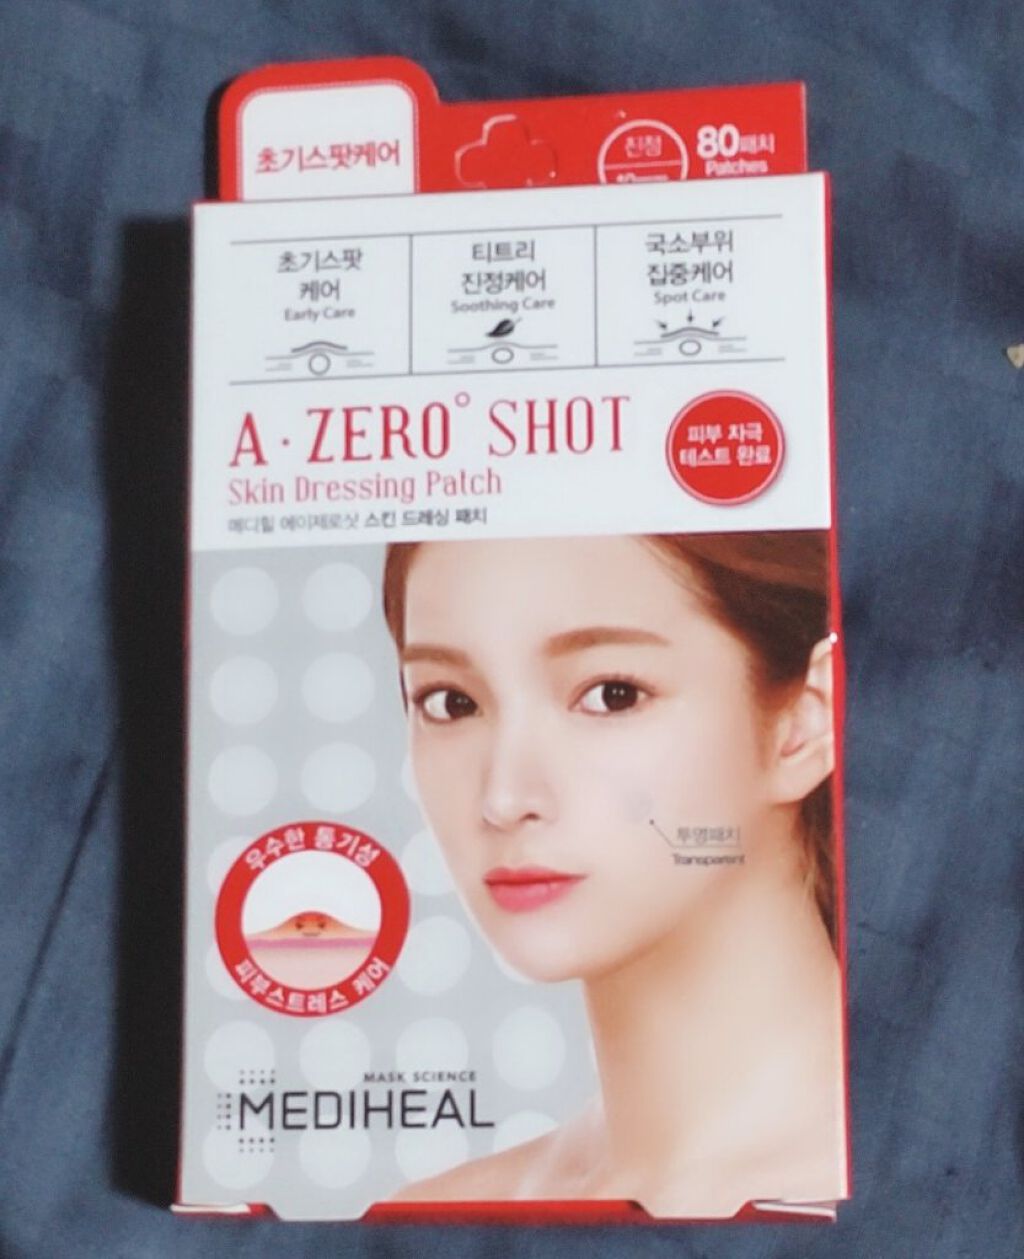 초기스팟케어
진정
80패치
Patches
초기스팟
케어
Early Care
티트리
진정케어
Soothing Care
국소부위
집중케어
Spot Care
A·ZERO° SHOT
Skin Dressing Patch
메디힐 에이제로샷 스킨 드레싱 패치
피부 자극
테스트 완료
투명패치
Transparent
우수한 통기성
피부스트레스 케어
MASK SCIENCE
MEDIHEAL